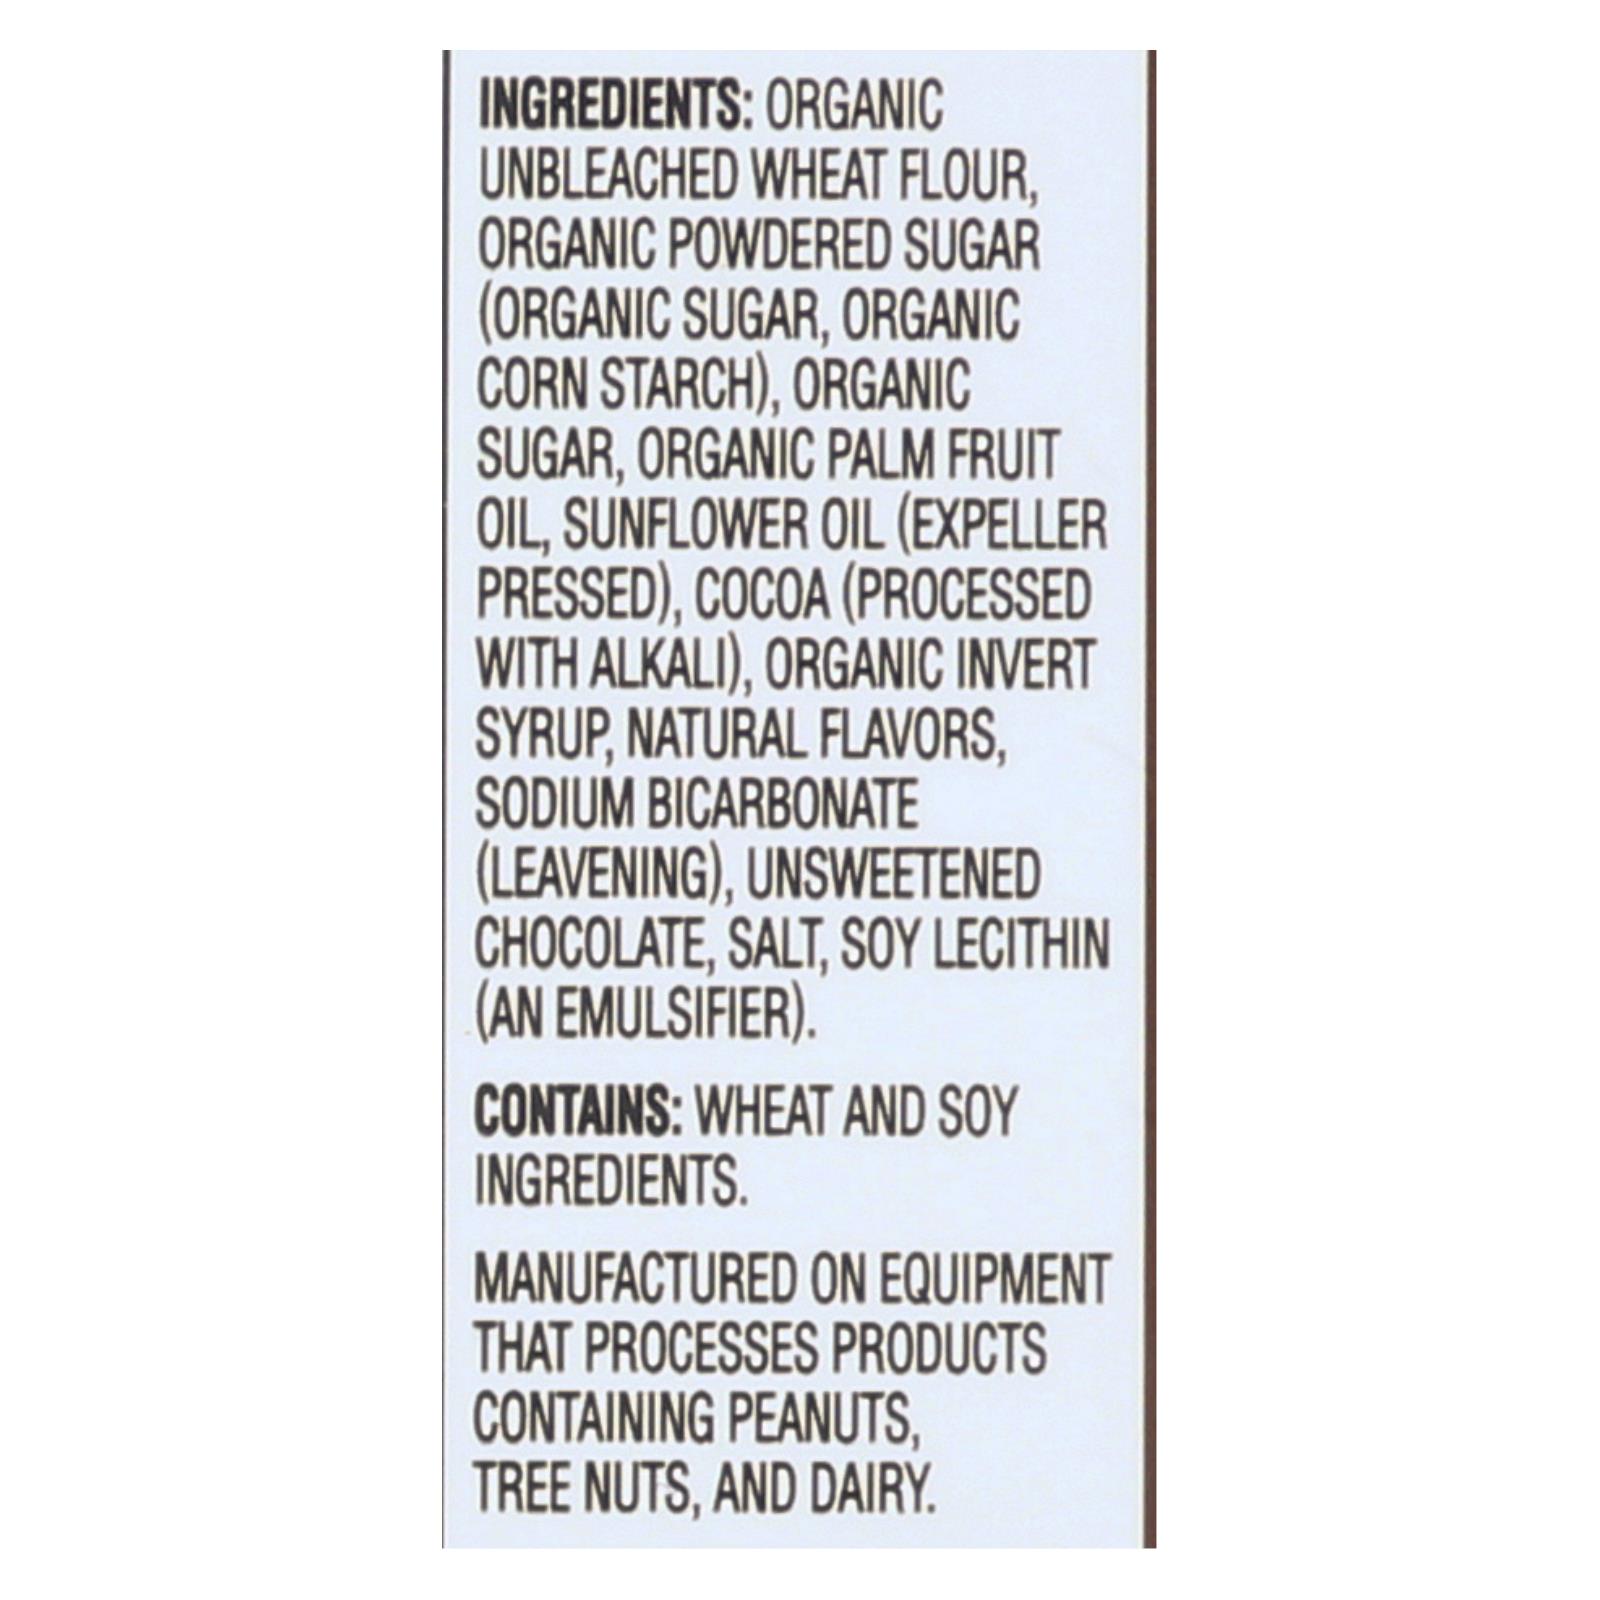 INGREDIENTS: ORGANIC
UNBLEACHED WHEAT FLOUR,
ORGANIC POWDERED SUGAR
(ORGANIC SUGAR, ORGANIC
CORN STARCH), ORGANIC
SUGAR, ORGANIC PALM FRUIT
OIL, SUNFLOWER OIL (EXPELLER
PRESSED), COCOA (PROCESSED
WITH ALKALI), ORGANIC INVERT
SYRUP, NATURAL FLAVORS,
SODIUM BICARBONATE
(LEAVENING), UNSWEETENED
CHOCOLATE, SALT, SOY LECITHIN
(AN EMULSIFIER).
CONTAINS: WHEAT AND SOY
INGREDIENTS.
MANUFACTURED ON EQUIPMENT
THAT PROCESSES PRODUCTS
CONTAINING PEANUTS,
TREE NUTS, AND DAIRY.